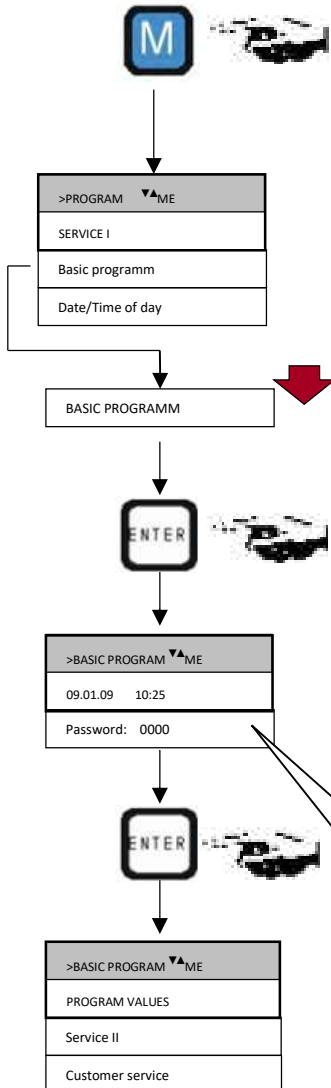 M
>PROGRAM ▼▲ME
SERVICE I
Basic programm
Date/Time of day
BASIC PROGRAMM
ENTER
>BASIC PROGRAM ▼▲ME
09.01.09 10:25
Password: 0000
ENTER
>BASIC PROGRAM ▼▲ME
PROGRAM VALUES
Service II
Customer service